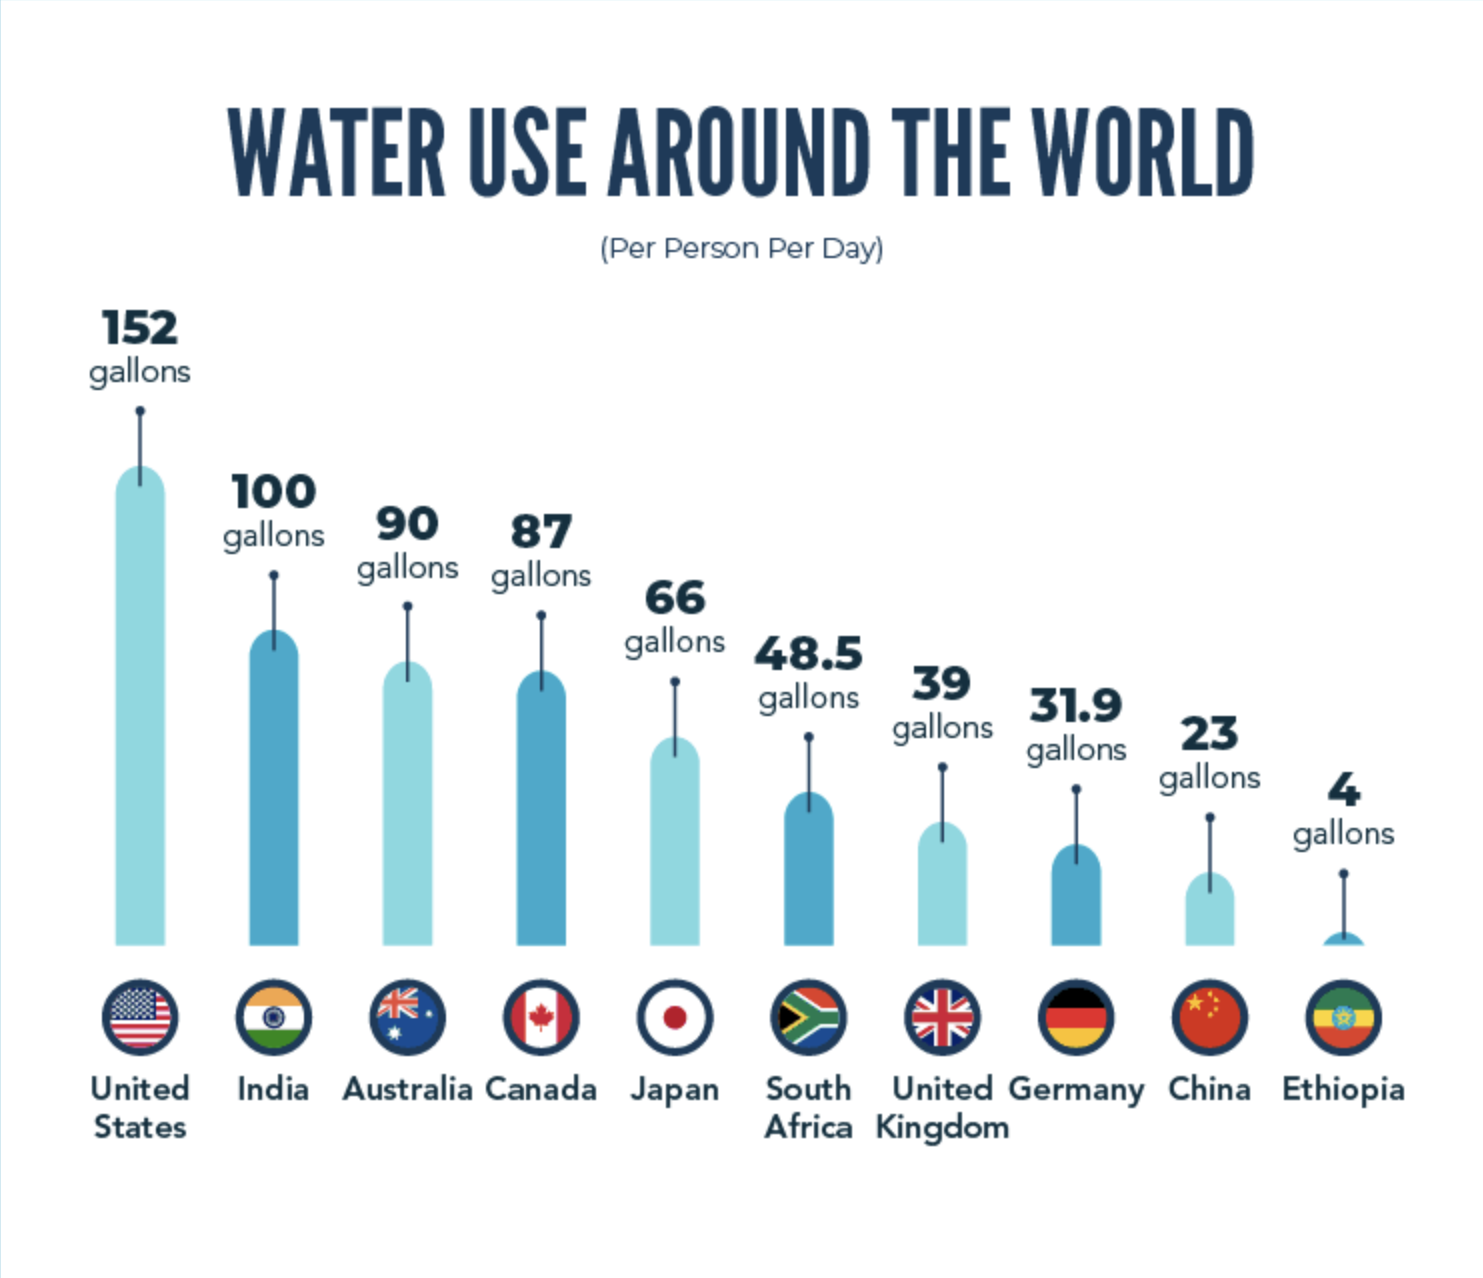 WATER USE AROUND THE WORLD
(Per Person Per Day)
152
gallons
100
gallons
90
gallons
87
gallons
66
gallons
48.5
gallons
39
gallons
31.9
gallons
23
gallons
4
gallons
United
States
India
Australia
Canada
Japan
South
Africa
United
Kingdom
Germany
China
Ethiopia